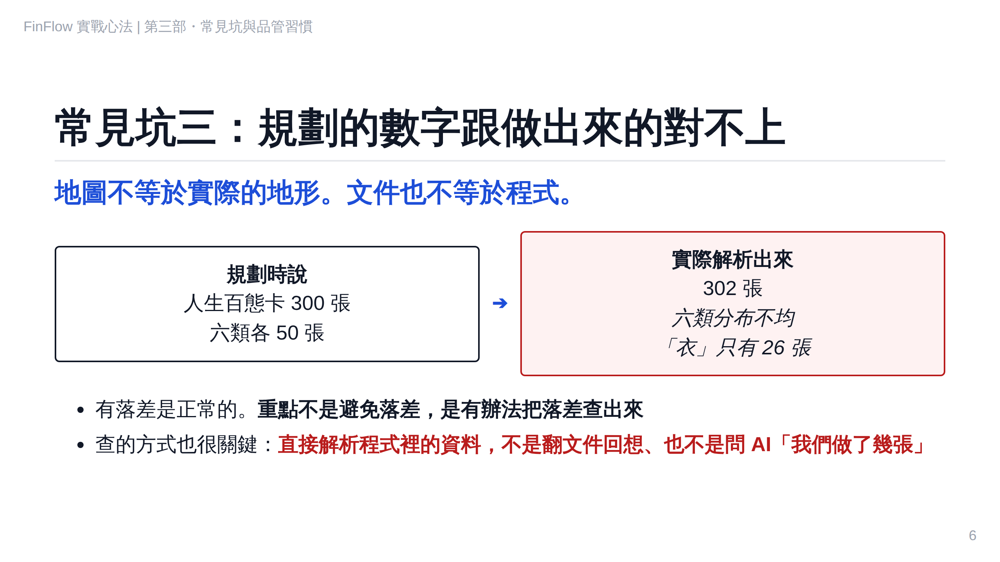 FinFlow 實戰心法 | 第三部・常見坑與品管習慣
常見坑三：規劃的數字跟做出來的對不上
地圖不等於實際的地形。文件也不等於程式。
規劃時說
人生百態卡 300 張
六類各 50 張
➔
實際解析出來
302 張
六類分布不均
「衣」只有 26 張
• 有落差是正常的。重點不是避免落差，是有辦法把落差查出來
• 查的方式也很關鍵：直接解析程式裡的資料，不是翻文件回想、也不是問 AI「我們做了幾張」
6